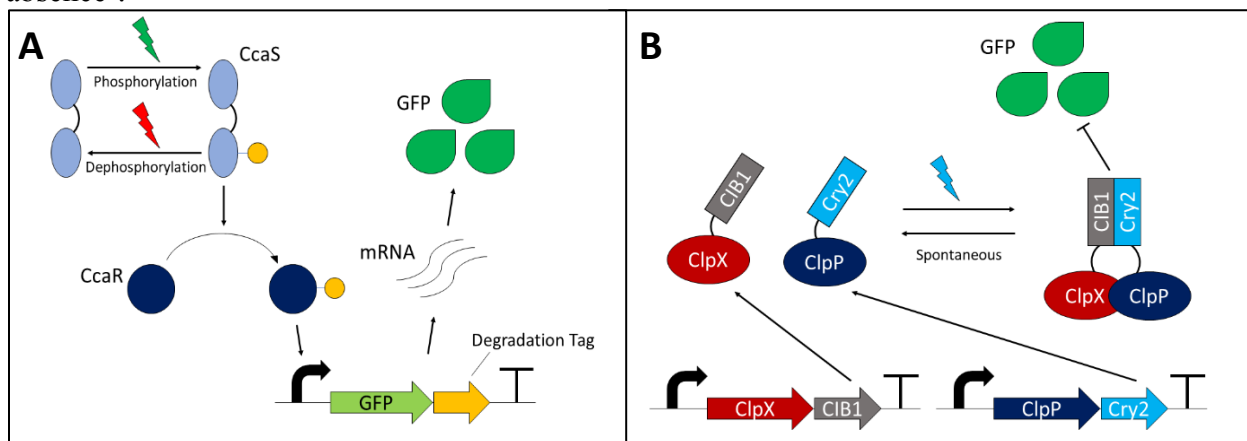 A
CcaS
Phosphorylation
Dephosphorylation
GFP
CcaR
mRNA
Degradation Tag
GFP
B
GFP
CIB1
Cry2
ClpX
ClpP
Spontaneous
CIB1
Cry2
ClpX
ClpP
ClpX
CIB1
ClpP
Cry2